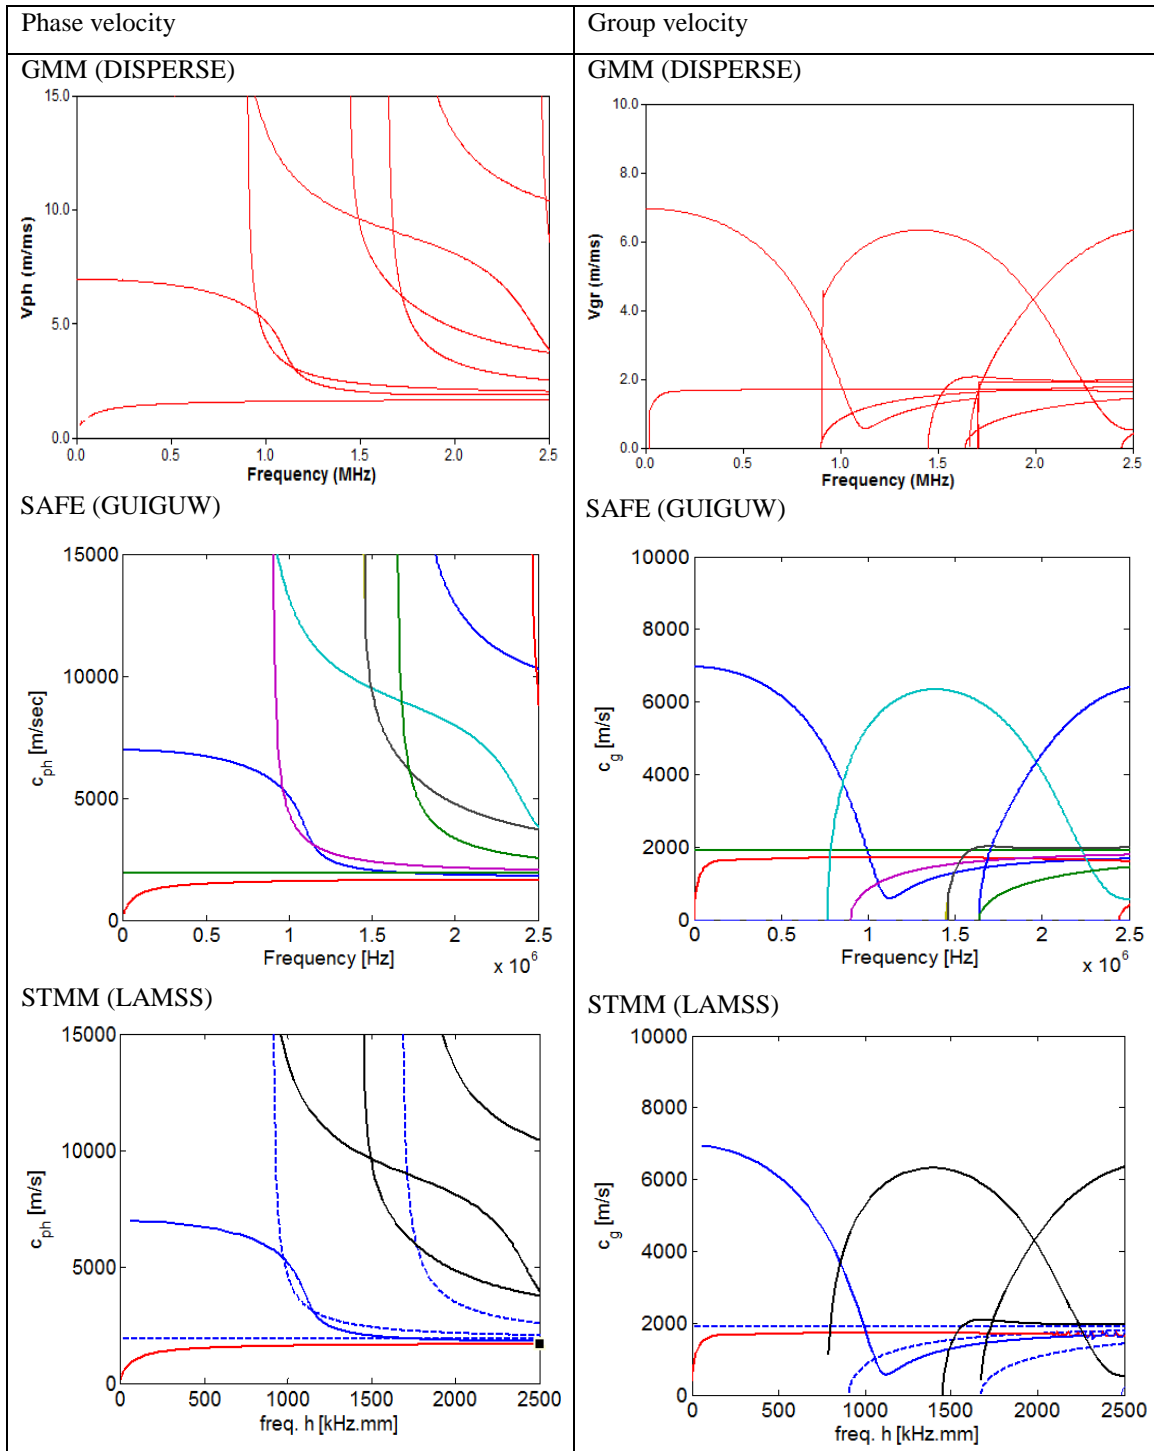 Phase velocity
Group velocity
GMM (DISPERSE)
15.0
10.0
5.0
0.0
Vph (m/ms)
0.0 0.5 1.0 1.5 2.0 2.5
Frequency (MHz)
GMM (DISPERSE)
10.0
8.0
6.0
4.0
2.0
0.0
Vgr (m/ms)
0.0 0.5 1.0 1.5 2.0 2.5
Frequency (MHz)
SAFE (GUIGUW)
15000
10000
5000
0
c_ph [m/sec]
0 0.5 1 1.5 2 2.5
Frequency [Hz]
x 10^6
SAFE (GUIGUW)
10000
8000
6000
4000
2000
0
c_g [m/s]
0 0.5 1 1.5 2 2.5
Frequency [Hz]
x 10^6
STMM (LAMSS)
15000
10000
5000
0
c_ph [m/s]
0 500 1000 1500 2000 2500
freq. h [kHz.mm]
STMM (LAMSS)
10000
8000
6000
4000
2000
0
c_g [m/s]
0 500 1000 1500 2000 2500
freq. h [kHz.mm]